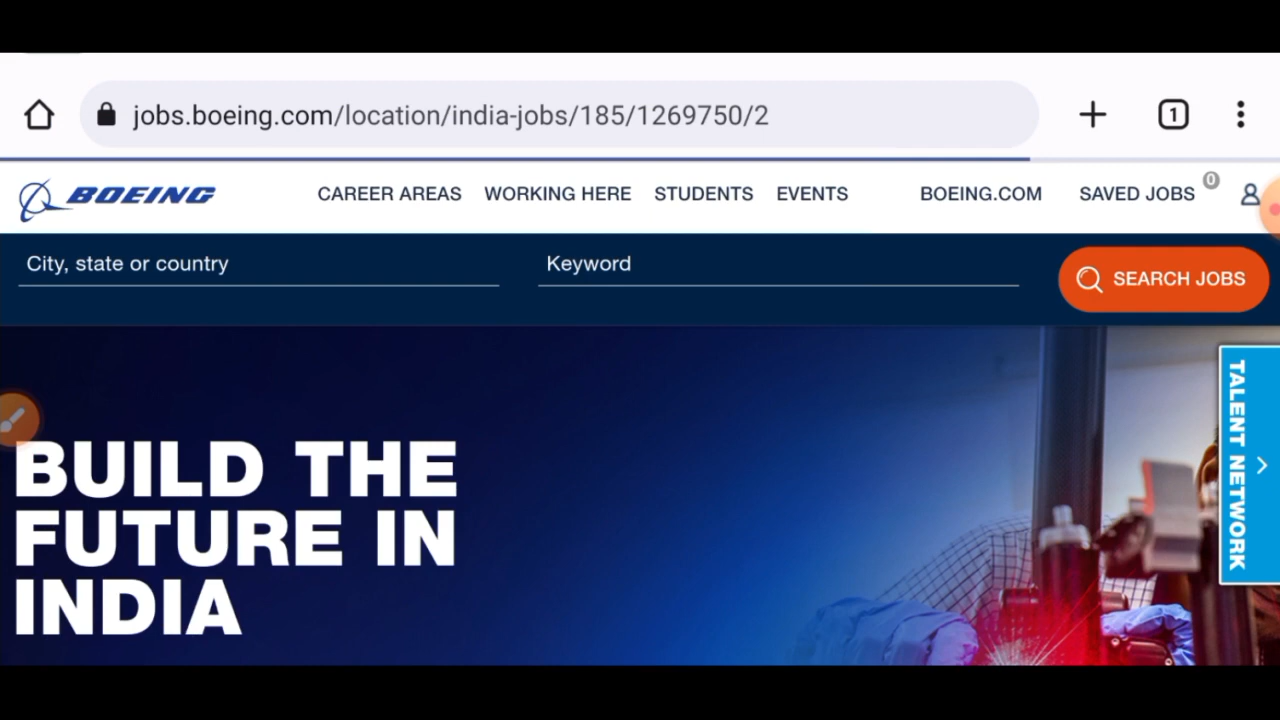 jobs.boeing.com/location/india-jobs/185/1269750/2
1
BOEING
CAREER AREAS WORKING HERE STUDENTS EVENTS BOEING.COM SAVED JOBS 0
City, state or country Keyword SEARCH JOBS
TALENT NETWORK
BUILD THE
FUTURE IN
INDIA